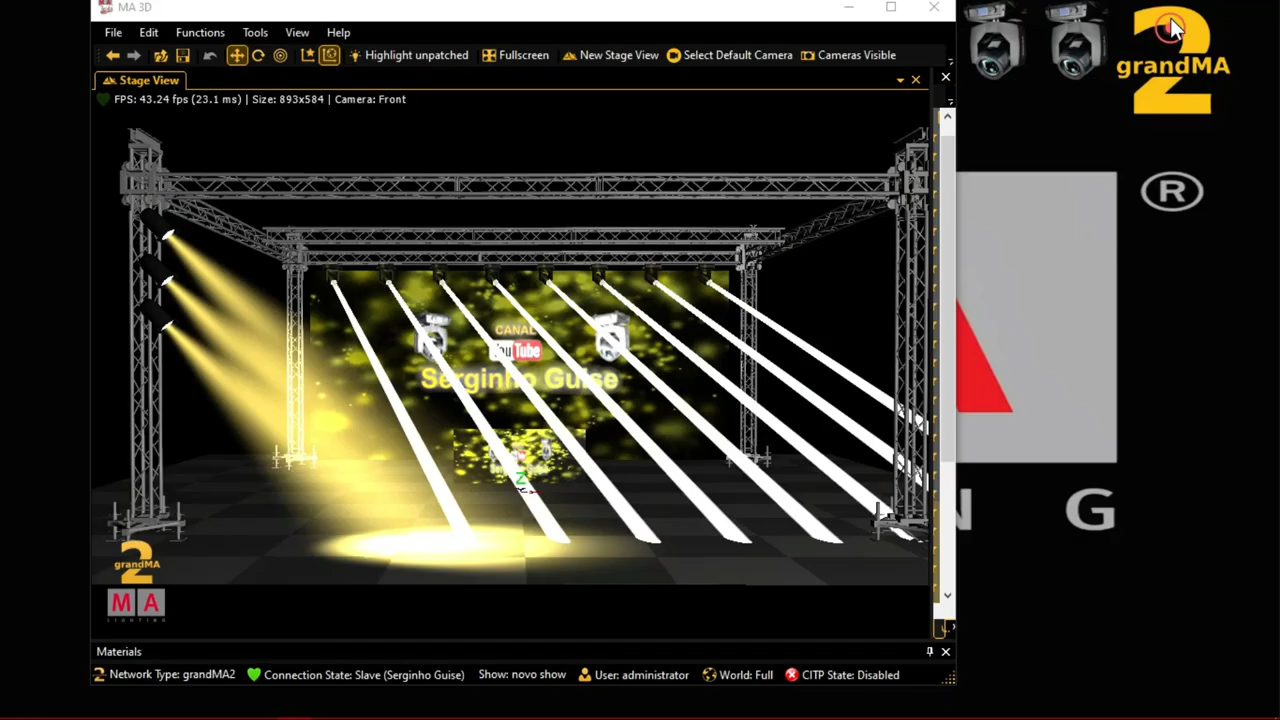 MA 3D
File Edit Functions Tools View Help
Highlight unpatched Fullscreen New Stage View Select Default Camera Cameras Visible
Stage View
FPS: 43.24 fps (23.1 ms) | Size: 893x584 | Camera: Front
CANAL
YouTube
Serginho Guise
Z
2
grandMA
MA
LIGHTING
Materials
Network Type: grandMA2 Connection State: Slave (Serginho Guise) Show: novo show User: administrator World: Full CITP State: Disabled
2
grandMA
®
N G